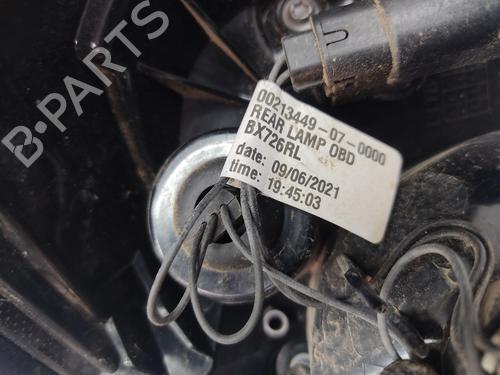 00213449-07-0000
REAR LAMP OBD
BX726RL
date: 09/06/2021
time: 19:45:03
B-PARTS